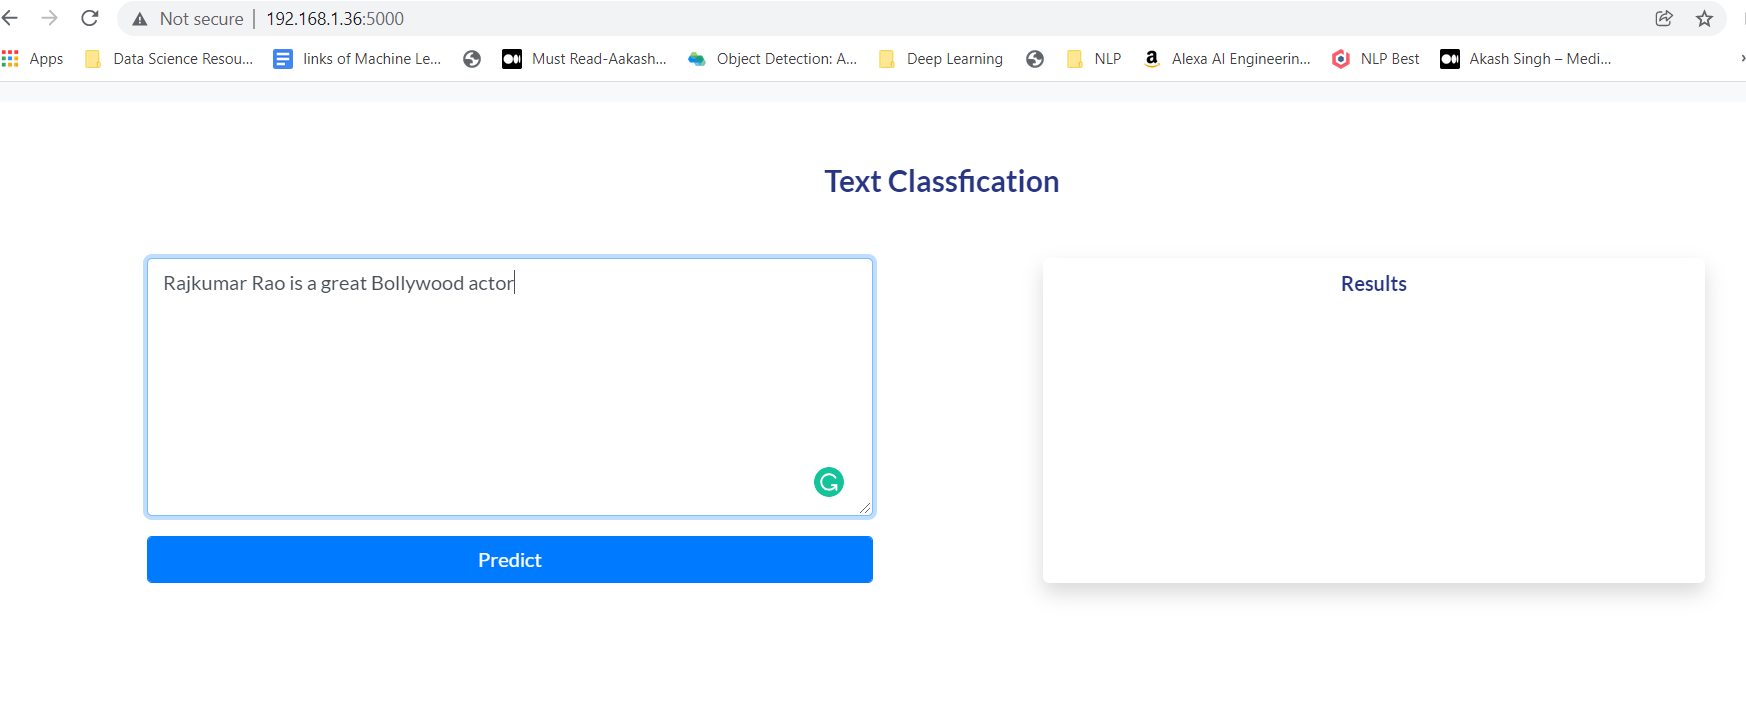 Not secure | 192.168.1.36:5000
Apps Data Science Resou... links of Machine Le... Must Read-Aakash... Object Detection: A... Deep Learning NLP Alexa AI Engineerin... NLP Best Akash Singh – Medi...
Text Classfication
Rajkumar Rao is a great Bollywood actor
Results
Predict